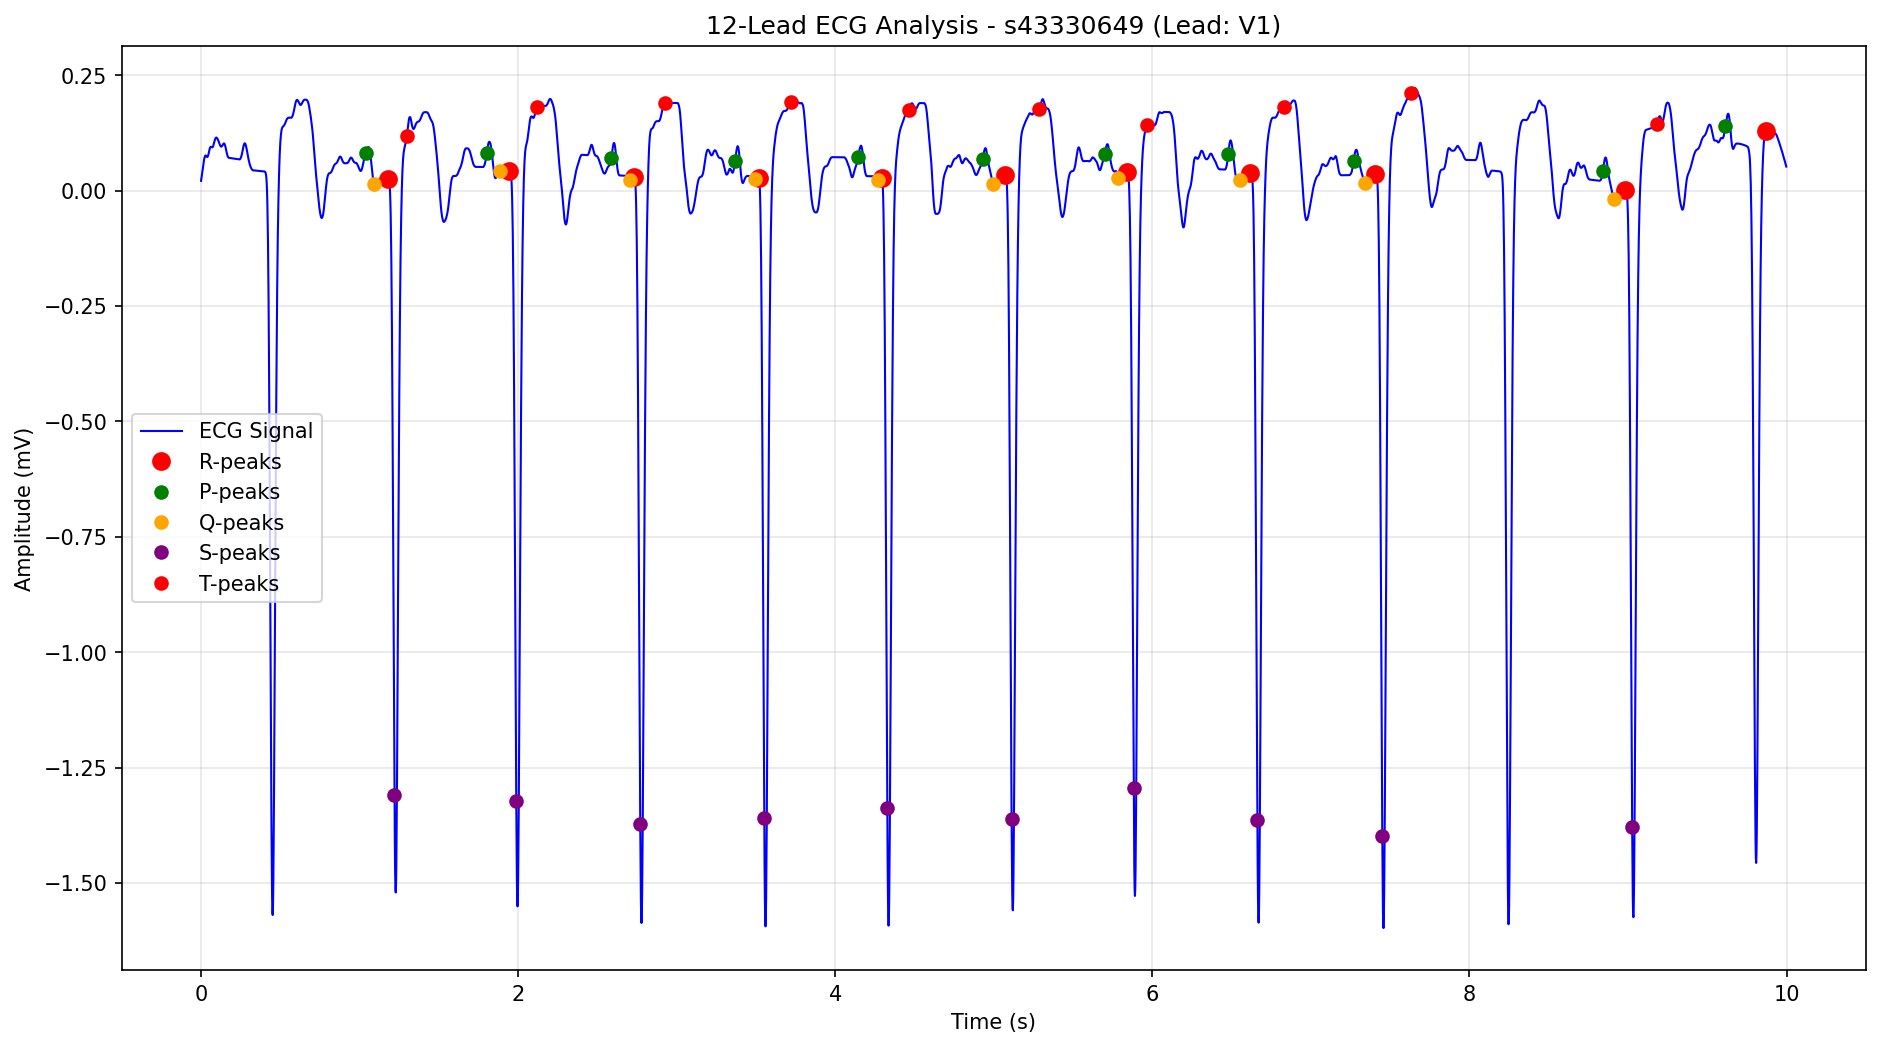 12-Lead ECG Analysis - s43330649 (Lead: V1)
0.25
0.00
−0.25
−0.50
−0.75
−1.00
−1.25
−1.50
Amplitude (mV)
ECG Signal
R-peaks
P-peaks
Q-peaks
S-peaks
T-peaks
0 2 4 6 8 10
Time (s)